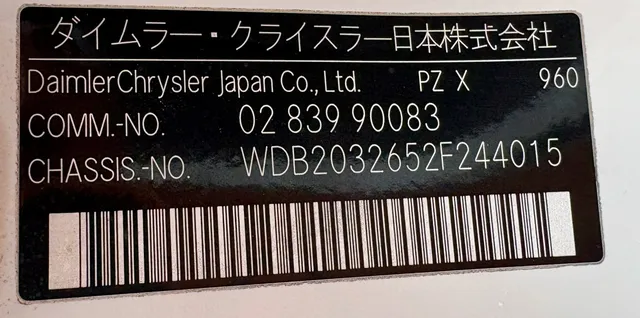 ダイムラー・クライスラー日本株式会社
DaimlerChrysler Japan Co., Ltd. PZ X 960
COMM.-NO. 02 839 90083
CHASSIS.-NO. WDB2032652F244015